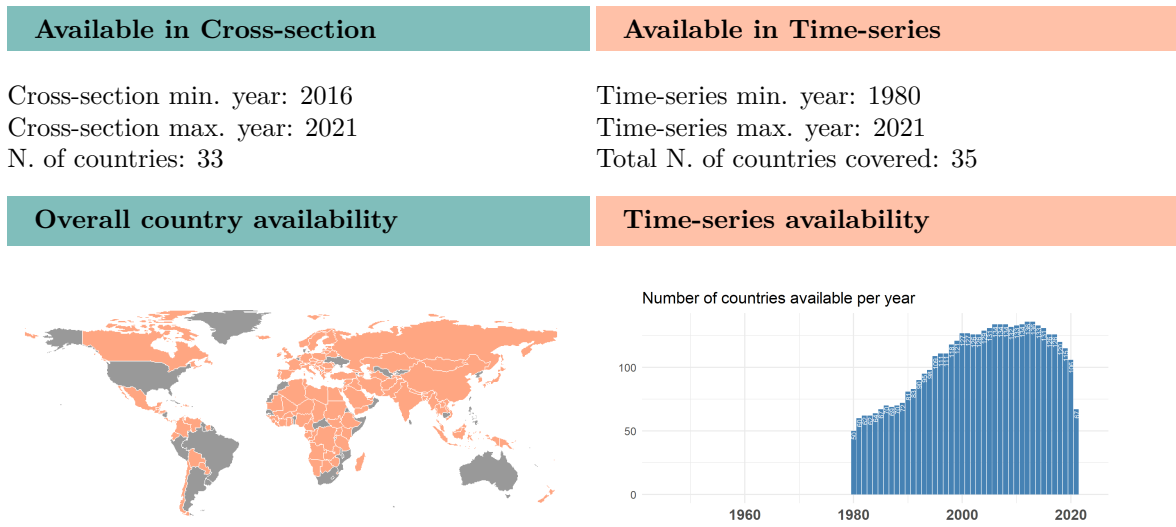 Available in Cross-section
Available in Time-series
Cross-section min. year: 2016
Cross-section max. year: 2021
N. of countries: 33
Time-series min. year: 1980
Time-series max. year: 2021
Total N. of countries covered: 35
Overall country availability
Time-series availability
Number of countries available per year
100
50
0
1960
1980
2000
2020